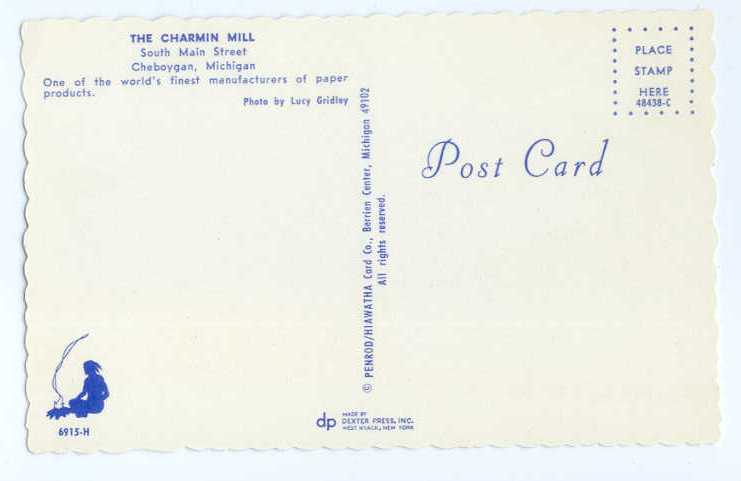 THE CHARMIN MILL
South Main Street
Cheboygan, Michigan
One of the world's finest manufacturers of paper
products.
Photo by Lucy Gridley
6915-H
© PENROD/HIAWATHA Card Co., Berrien Center, Michigan 49102
All rights reserved.
dp
MADE BY
DEXTER PRESS, INC.
WEST NYACK, NEW YORK
PLACE
STAMP
HERE
48438-C
Post Card